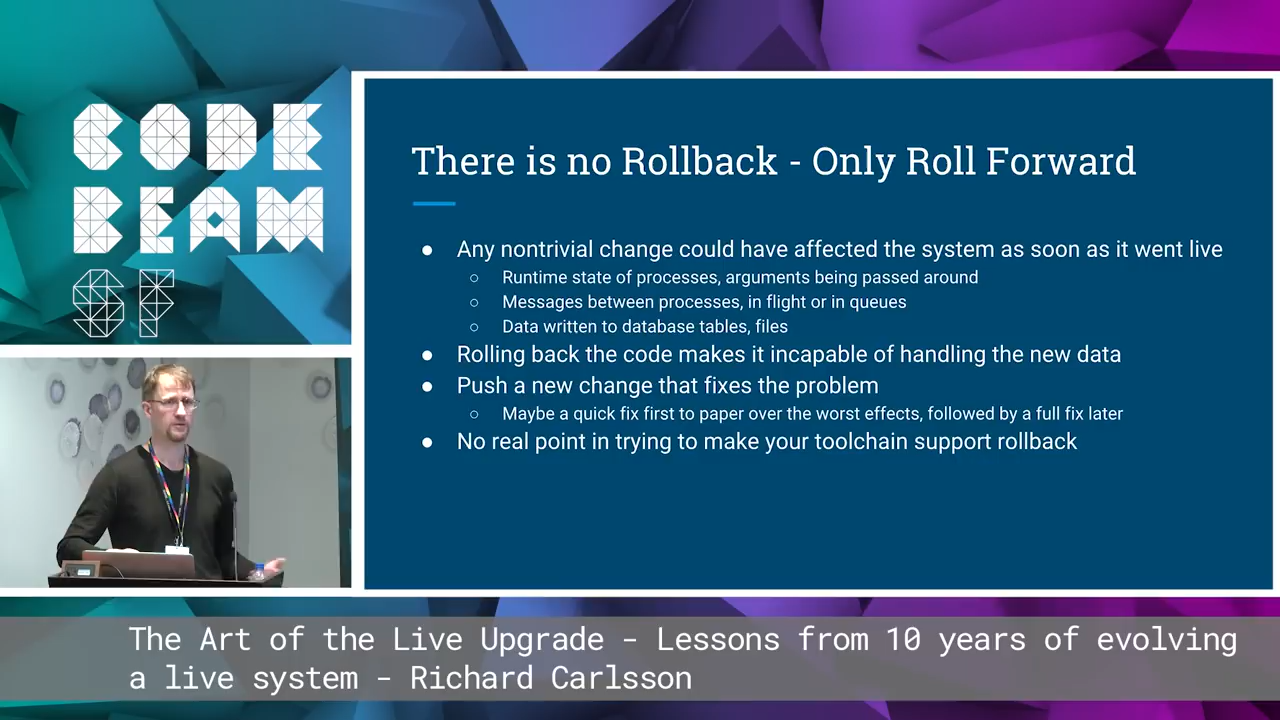 CODE
BEAM
SF
There is no Rollback - Only Roll Forward
● Any nontrivial change could have affected the system as soon as it went live
○ Runtime state of processes, arguments being passed around
○ Messages between processes, in flight or in queues
○ Data written to database tables, files
● Rolling back the code makes it incapable of handling the new data
● Push a new change that fixes the problem
○ Maybe a quick fix first to paper over the worst effects, followed by a full fix later
● No real point in trying to make your toolchain support rollback
The Art of the Live Upgrade - Lessons from 10 years of evolving
a live system - Richard Carlsson